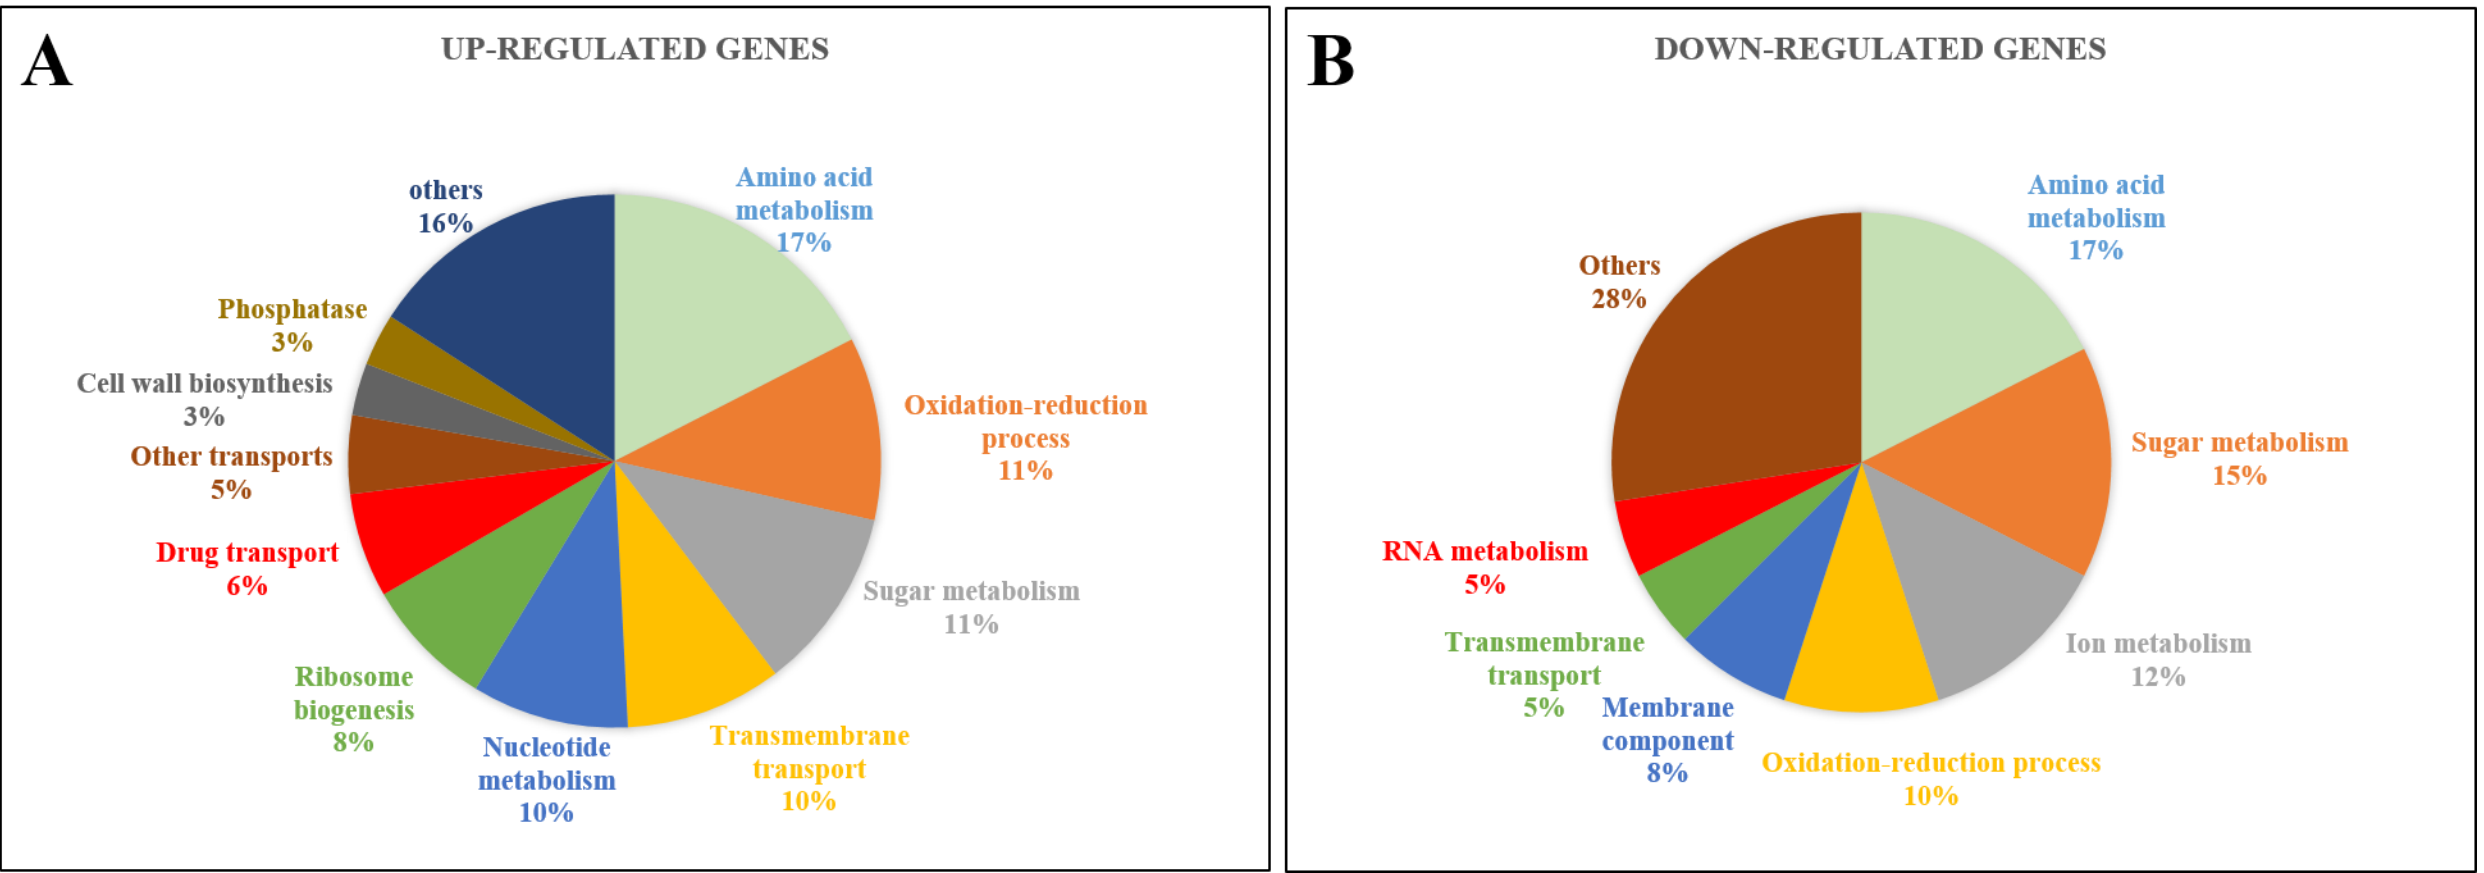 A
UP-REGULATED GENES
others
16%
Amino acid
metabolism
17%
Phosphatase
3%
Cell wall biosynthesis
3%
Oxidation-reduction
process
11%
Other transports
5%
Drug transport
6%
Sugar metabolism
11%
Ribosome
biogenesis
8%
Nucleotide
metabolism
10%
Transmembrane
transport
10%
B
DOWN-REGULATED GENES
Amino acid
metabolism
17%
Others
28%
Sugar metabolism
15%
RNA metabolism
5%
Transmembrane
transport
5%
Ion metabolism
12%
Membrane
component
8%
Oxidation-reduction process
10%